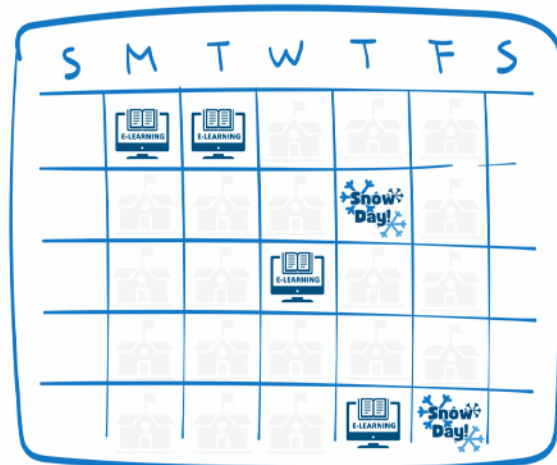 S M T W T F S
E-LEARNING E-LEARNING
Snow
Day!
E-LEARNING
E-LEARNING
Snow
Day!